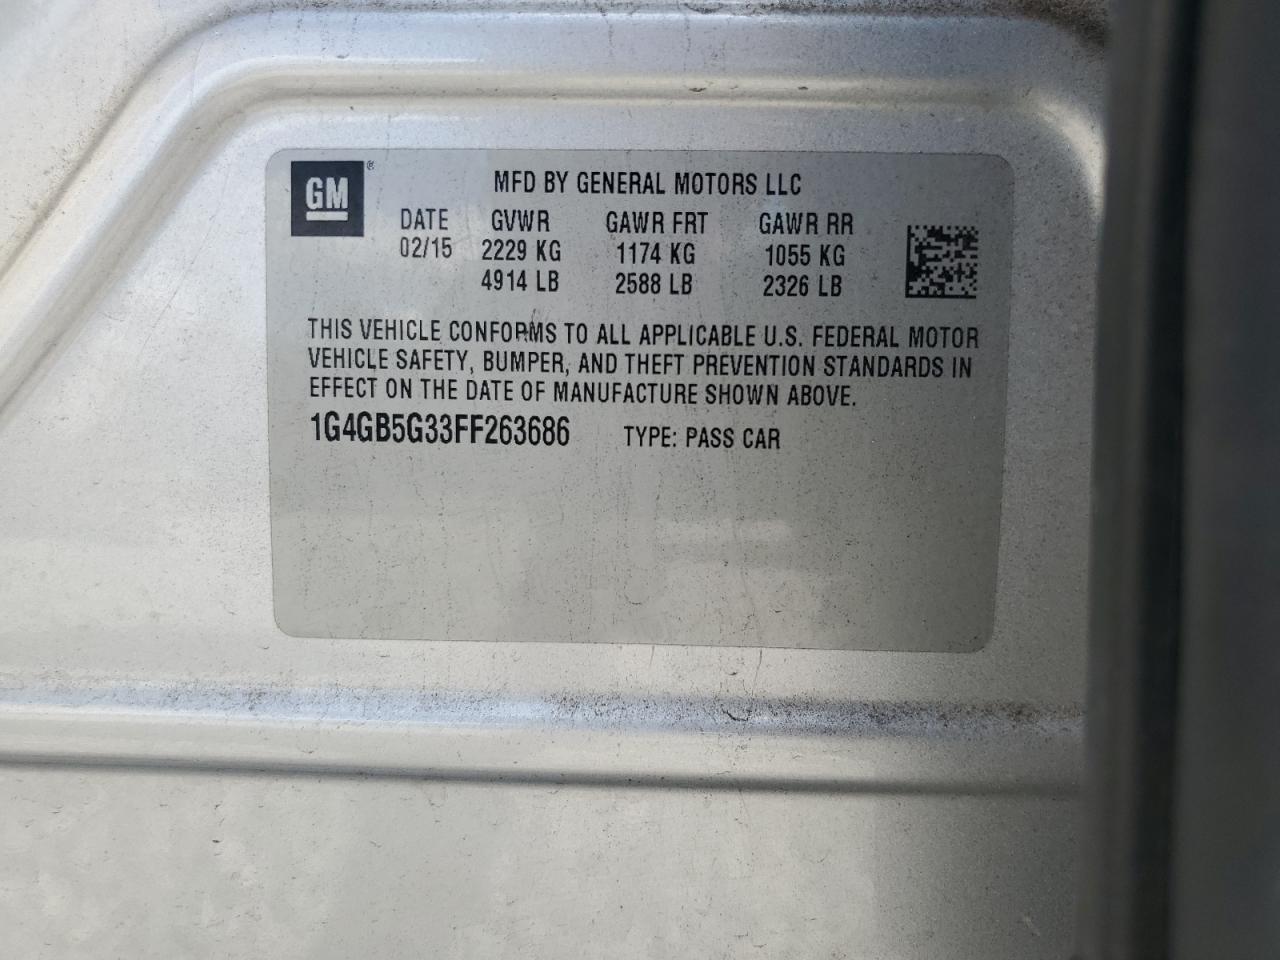 GM®
MFD BY GENERAL MOTORS LLC
DATE GVWR GAWR FRT GAWR RR
02/15 2229 KG 1174 KG 1055 KG
4914 LB 2588 LB 2326 LB
THIS VEHICLE CONFORMS TO ALL APPLICABLE U.S. FEDERAL MOTOR
VEHICLE SAFETY, BUMPER, AND THEFT PREVENTION STANDARDS IN
EFFECT ON THE DATE OF MANUFACTURE SHOWN ABOVE.
1G4GB5G33FF263686 TYPE: PASS CAR